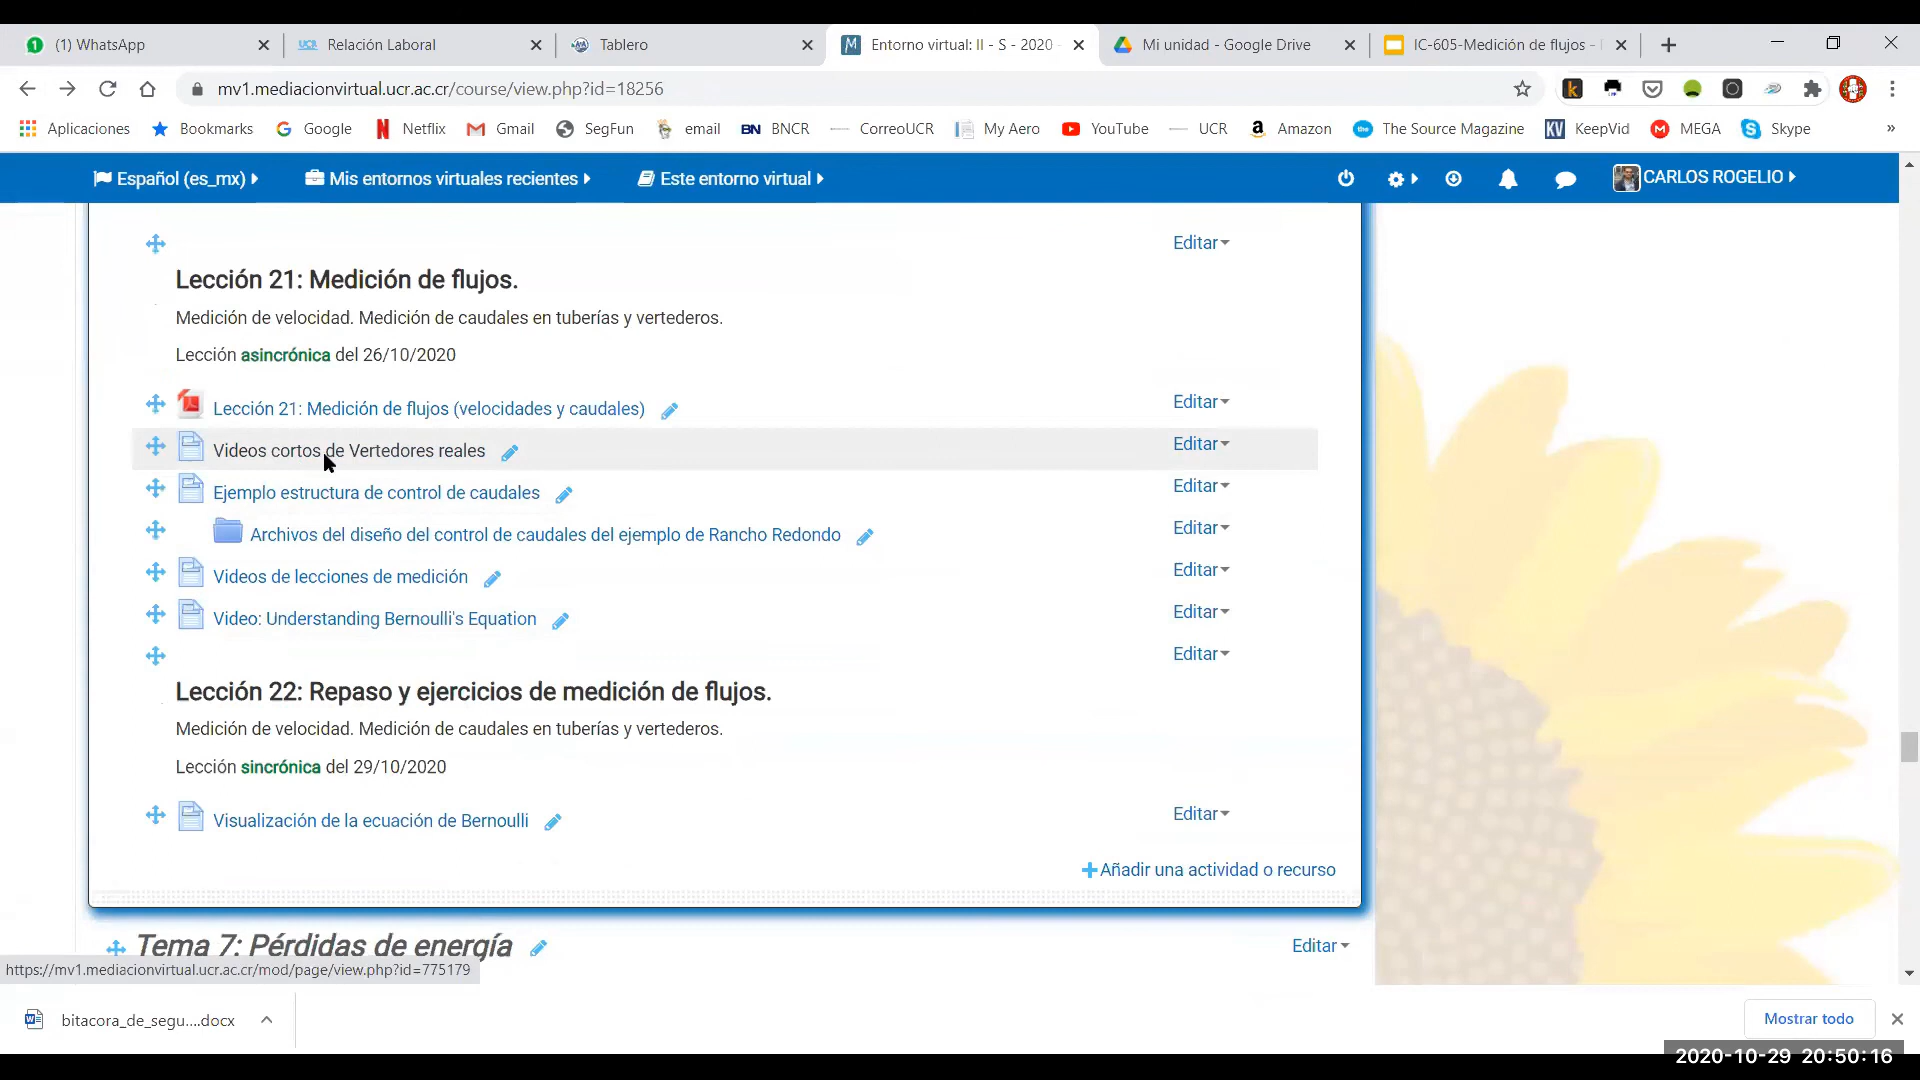 (1) WhatsApp
Relación Laboral
Tablero
Entorno virtual: II - S - 2020
Mi unidad - Google Drive
IC-605-Medición de flujos -
mv1.mediacionvirtual.ucr.ac.cr/course/view.php?id=18256
Aplicaciones Bookmarks Google Netflix Gmail SegFun email BNCR CorreoUCR My Aero YouTube UCR Amazon The Source Magazine KeepVid MEGA Skype »
Español (es_mx) Mis entornos virtuales recientes Este entorno virtual CARLOS ROGELIO
Editar
Lección 21: Medición de flujos.
Medición de velocidad. Medición de caudales en tuberías y vertederos.
Lección asincrónica del 26/10/2020
Lección 21: Medición de flujos (velocidades y caudales) Editar
Videos cortos de Vertedores reales Editar
Ejemplo estructura de control de caudales Editar
Archivos del diseño del control de caudales del ejemplo de Rancho Redondo Editar
Videos de lecciones de medición Editar
Video: Understanding Bernoulli's Equation Editar
Editar
Lección 22: Repaso y ejercicios de medición de flujos.
Medición de velocidad. Medición de caudales en tuberías y vertederos.
Lección sincrónica del 29/10/2020
Visualización de la ecuación de Bernoulli Editar
Añadir una actividad o recurso
Tema 7: Pérdidas de energía Editar
https://mv1.mediacionvirtual.ucr.ac.cr/mod/page/view.php?id=775179
bitacora_de_segu....docx
Mostrar todo
2020-10-29 20:50:16